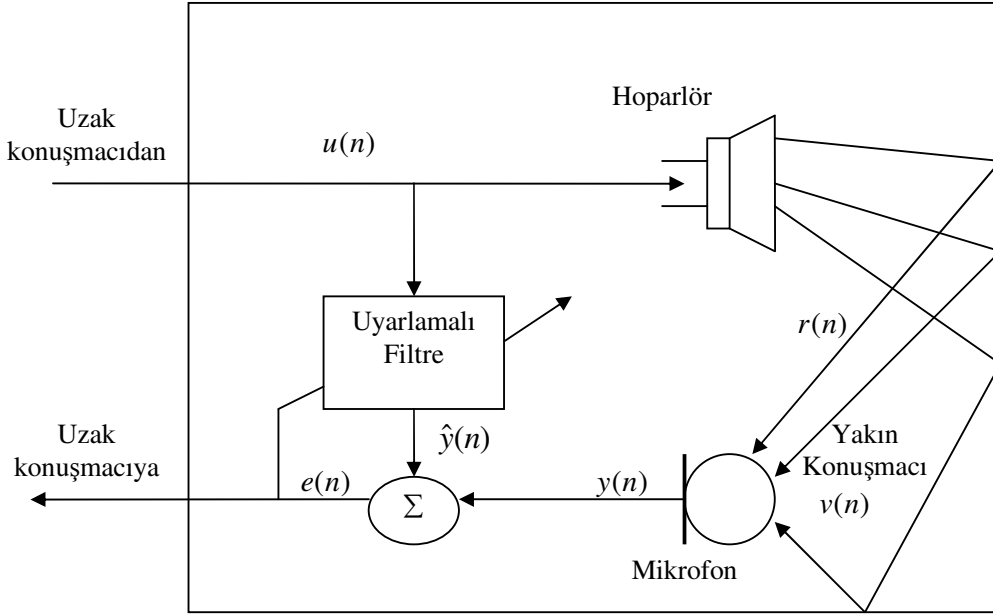 Hoparlör
Uzak
konuşmacıdan
u(n)
Uyarlamalı
Filtre
r(n)
ŷ(n)
Uzak
konuşmacıya
e(n)
Σ
y(n)
Yakın
Konuşmacı
v(n)
Mikrofon